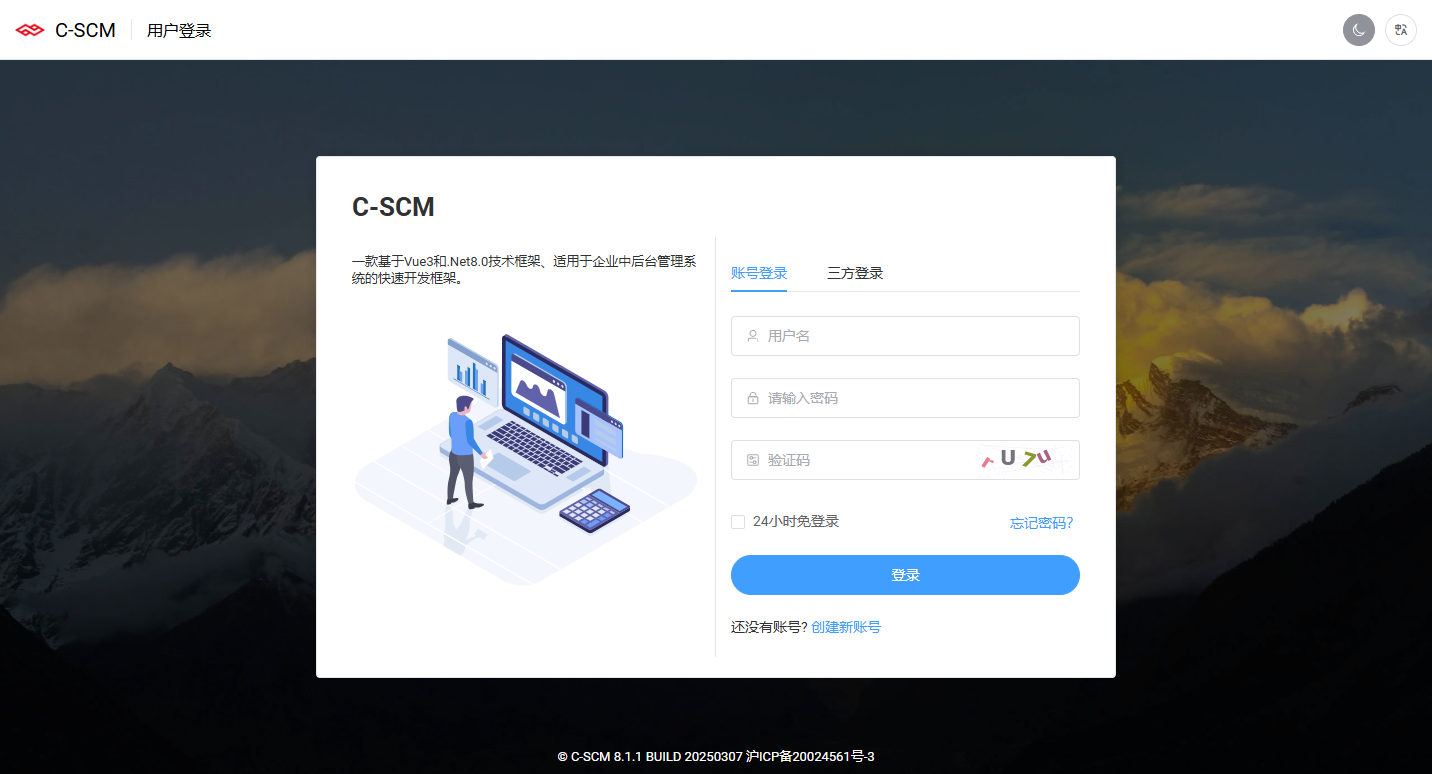 C-SCM
用户登录
C-SCM
一款基于Vue3和.Net8.0技术框架、适用于企业中后台管理系
统的快速开发框架。
账号登录 三方登录
用户名
请输入密码
验证码
24小时免登录 忘记密码?
登录
还没有账号? 创建新账号
© C-SCM 8.1.1 BUILD 20250307 沪ICP备20024561号-3